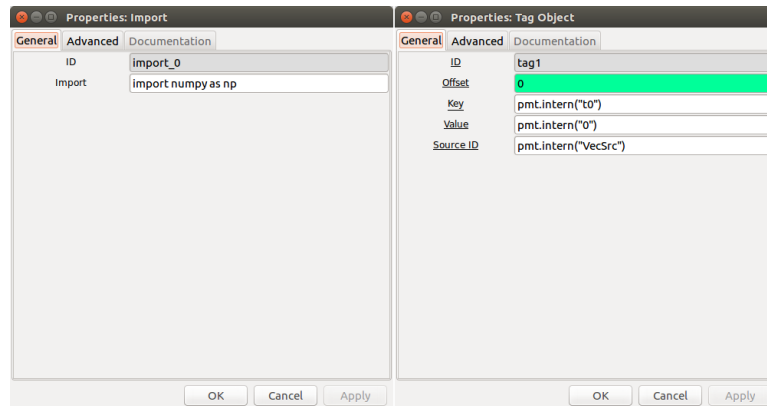 Properties: Import
General Advanced Documentation
ID import_0
Import import numpy as np
OK Cancel Apply
Properties: Tag Object
General Advanced Documentation
ID tag1
Offset 0
Key pmt.intern("t0")
Value pmt.intern("0")
Source ID pmt.intern("VecSrc")
OK Cancel Apply